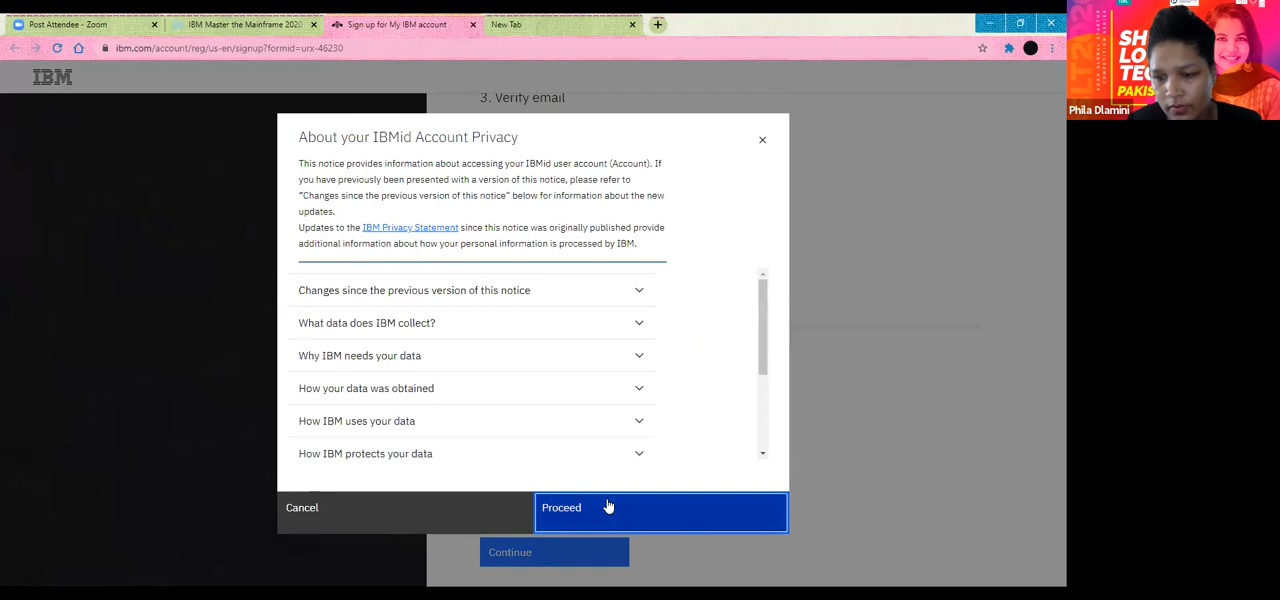 Post Attendee - Zoom
IBM Master the Mainframe 2020
Sign up for My IBM account
New Tab
ibm.com/account/reg/us-en/signup?formid=urx-46230
IBM
3. Verify email
About your IBMid Account Privacy
This notice provides information about accessing your IBMid user account (Account). If
you have previously been presented with a version of this notice, please refer to
“Changes since the previous version of this notice” below for information about the new
updates.
Updates to the IBM Privacy Statement since this notice was originally published provide
additional information about how your personal information is processed by IBM.
Changes since the previous version of this notice
What data does IBM collect?
Why IBM needs your data
How your data was obtained
How IBM uses your data
How IBM protects your data
Cancel
Proceed
Continue
PAKIS
Phila Dlamini